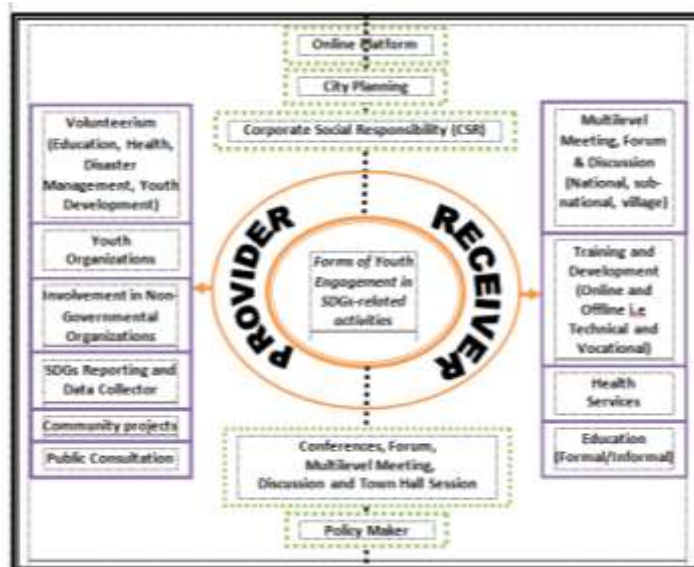 Online Platform
City Planning
Corporate Social Responsibility (CSR)
Volunteerism
(Education, Health,
Disaster
Management, Youth
Development)
Youth
Organizations
Involvement in Non-
Governmental
Organizations
SDGs Reporting and
Data Collector
Community projects
Public Consultation
PROVIDER
Forms of Youth
Engagement in
SDGs-related
activities
RECEIVER
Multilevel
Meeting, Forum
& Discussion
(National, sub-
national, village)
Training and
Development
(Online and
Offline i.e
Technical and
Vocational)
Health
Services
Education
(Formal/Informal)
Conferences, Forum,
Multilevel Meeting,
Discussion and Town Hall Session
Policy Maker